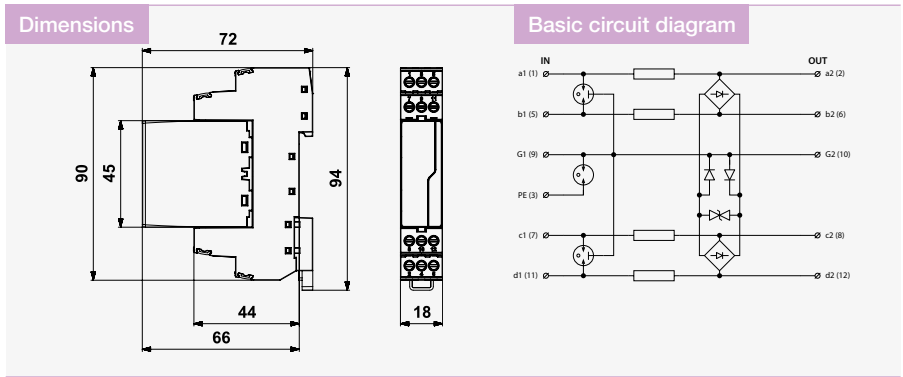 Dimensions
Basic circuit diagram
72
90
45
94
44
66
18
IN
OUT
a1 (1)
a2 (2)
b1 (5)
b2 (6)
G1 (9)
G2 (10)
PE (3)
c1 (7)
c2 (8)
d1 (11)
d2 (12)